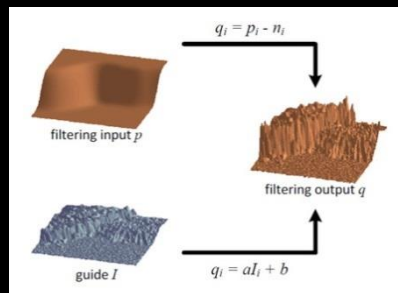 qi = pi - ni
filtering input p
filtering output q
guide I
qi = aIi + b